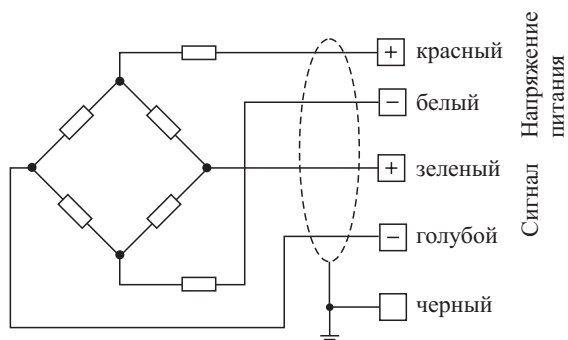 + красный
− белый
+ зеленый
− голубой
черный
Напряжение
питания
Сигнал